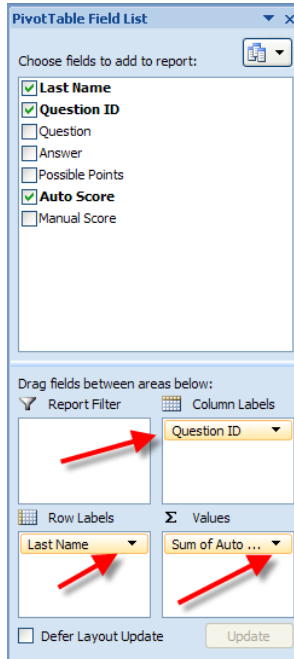 PivotTable Field List
Choose fields to add to report:
Last Name
Question ID
Question
Answer
Possible Points
Auto Score
Manual Score
Drag fields between areas below:
Report Filter
Column Labels
Question ID
Row Labels
Σ Values
Last Name
Sum of Auto ...
Defer Layout Update
Update